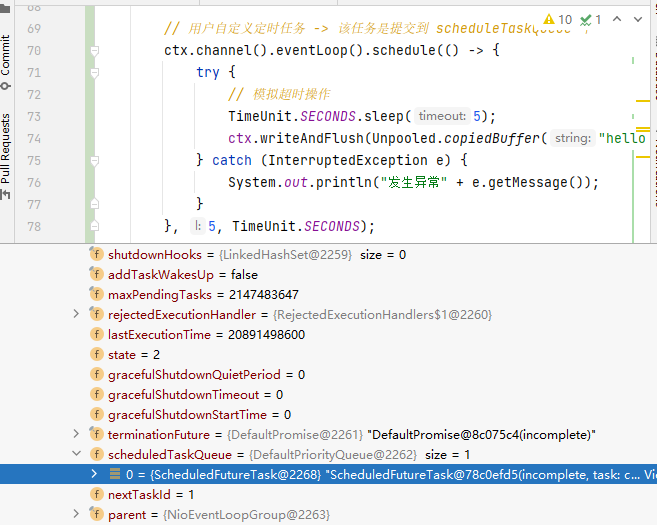 Commit
Pull Requests
10 1
68
69 // 用户自定义定时任务 -> 该任务是提交到 scheduleTaskQueue
70 ctx.channel().eventLoop().schedule(() -> {
71 try {
72 // 模拟超时操作
73 TimeUnit.SECONDS.sleep( timeout: 5);
74 ctx.writeAndFlush(Unpooled.copiedBuffer( string: "hello
75 } catch (InterruptedException e) {
76 System.out.println("发生异常" + e.getMessage());
77 }
78 }, l: 5, TimeUnit.SECONDS);
shutdownHooks = {LinkedHashSet@2259} size = 0
addTaskWakesUp = false
maxPendingTasks = 2147483647
rejectedExecutionHandler = {RejectedExecutionHandlers$1@2260}
lastExecutionTime = 20891498600
state = 2
gracefulShutdownQuietPeriod = 0
gracefulShutdownTimeout = 0
gracefulShutdownStartTime = 0
terminationFuture = {DefaultPromise@2261} "DefaultPromise@8c075c4(incomplete)"
scheduledTaskQueue = {DefaultPriorityQueue@2262} size = 1
0 = {ScheduledFutureTask@2268} "ScheduledFutureTask@78c0efd5(incomplete, task: c... Vi
nextTaskId = 1
parent = {NioEventLoopGroup@2263}